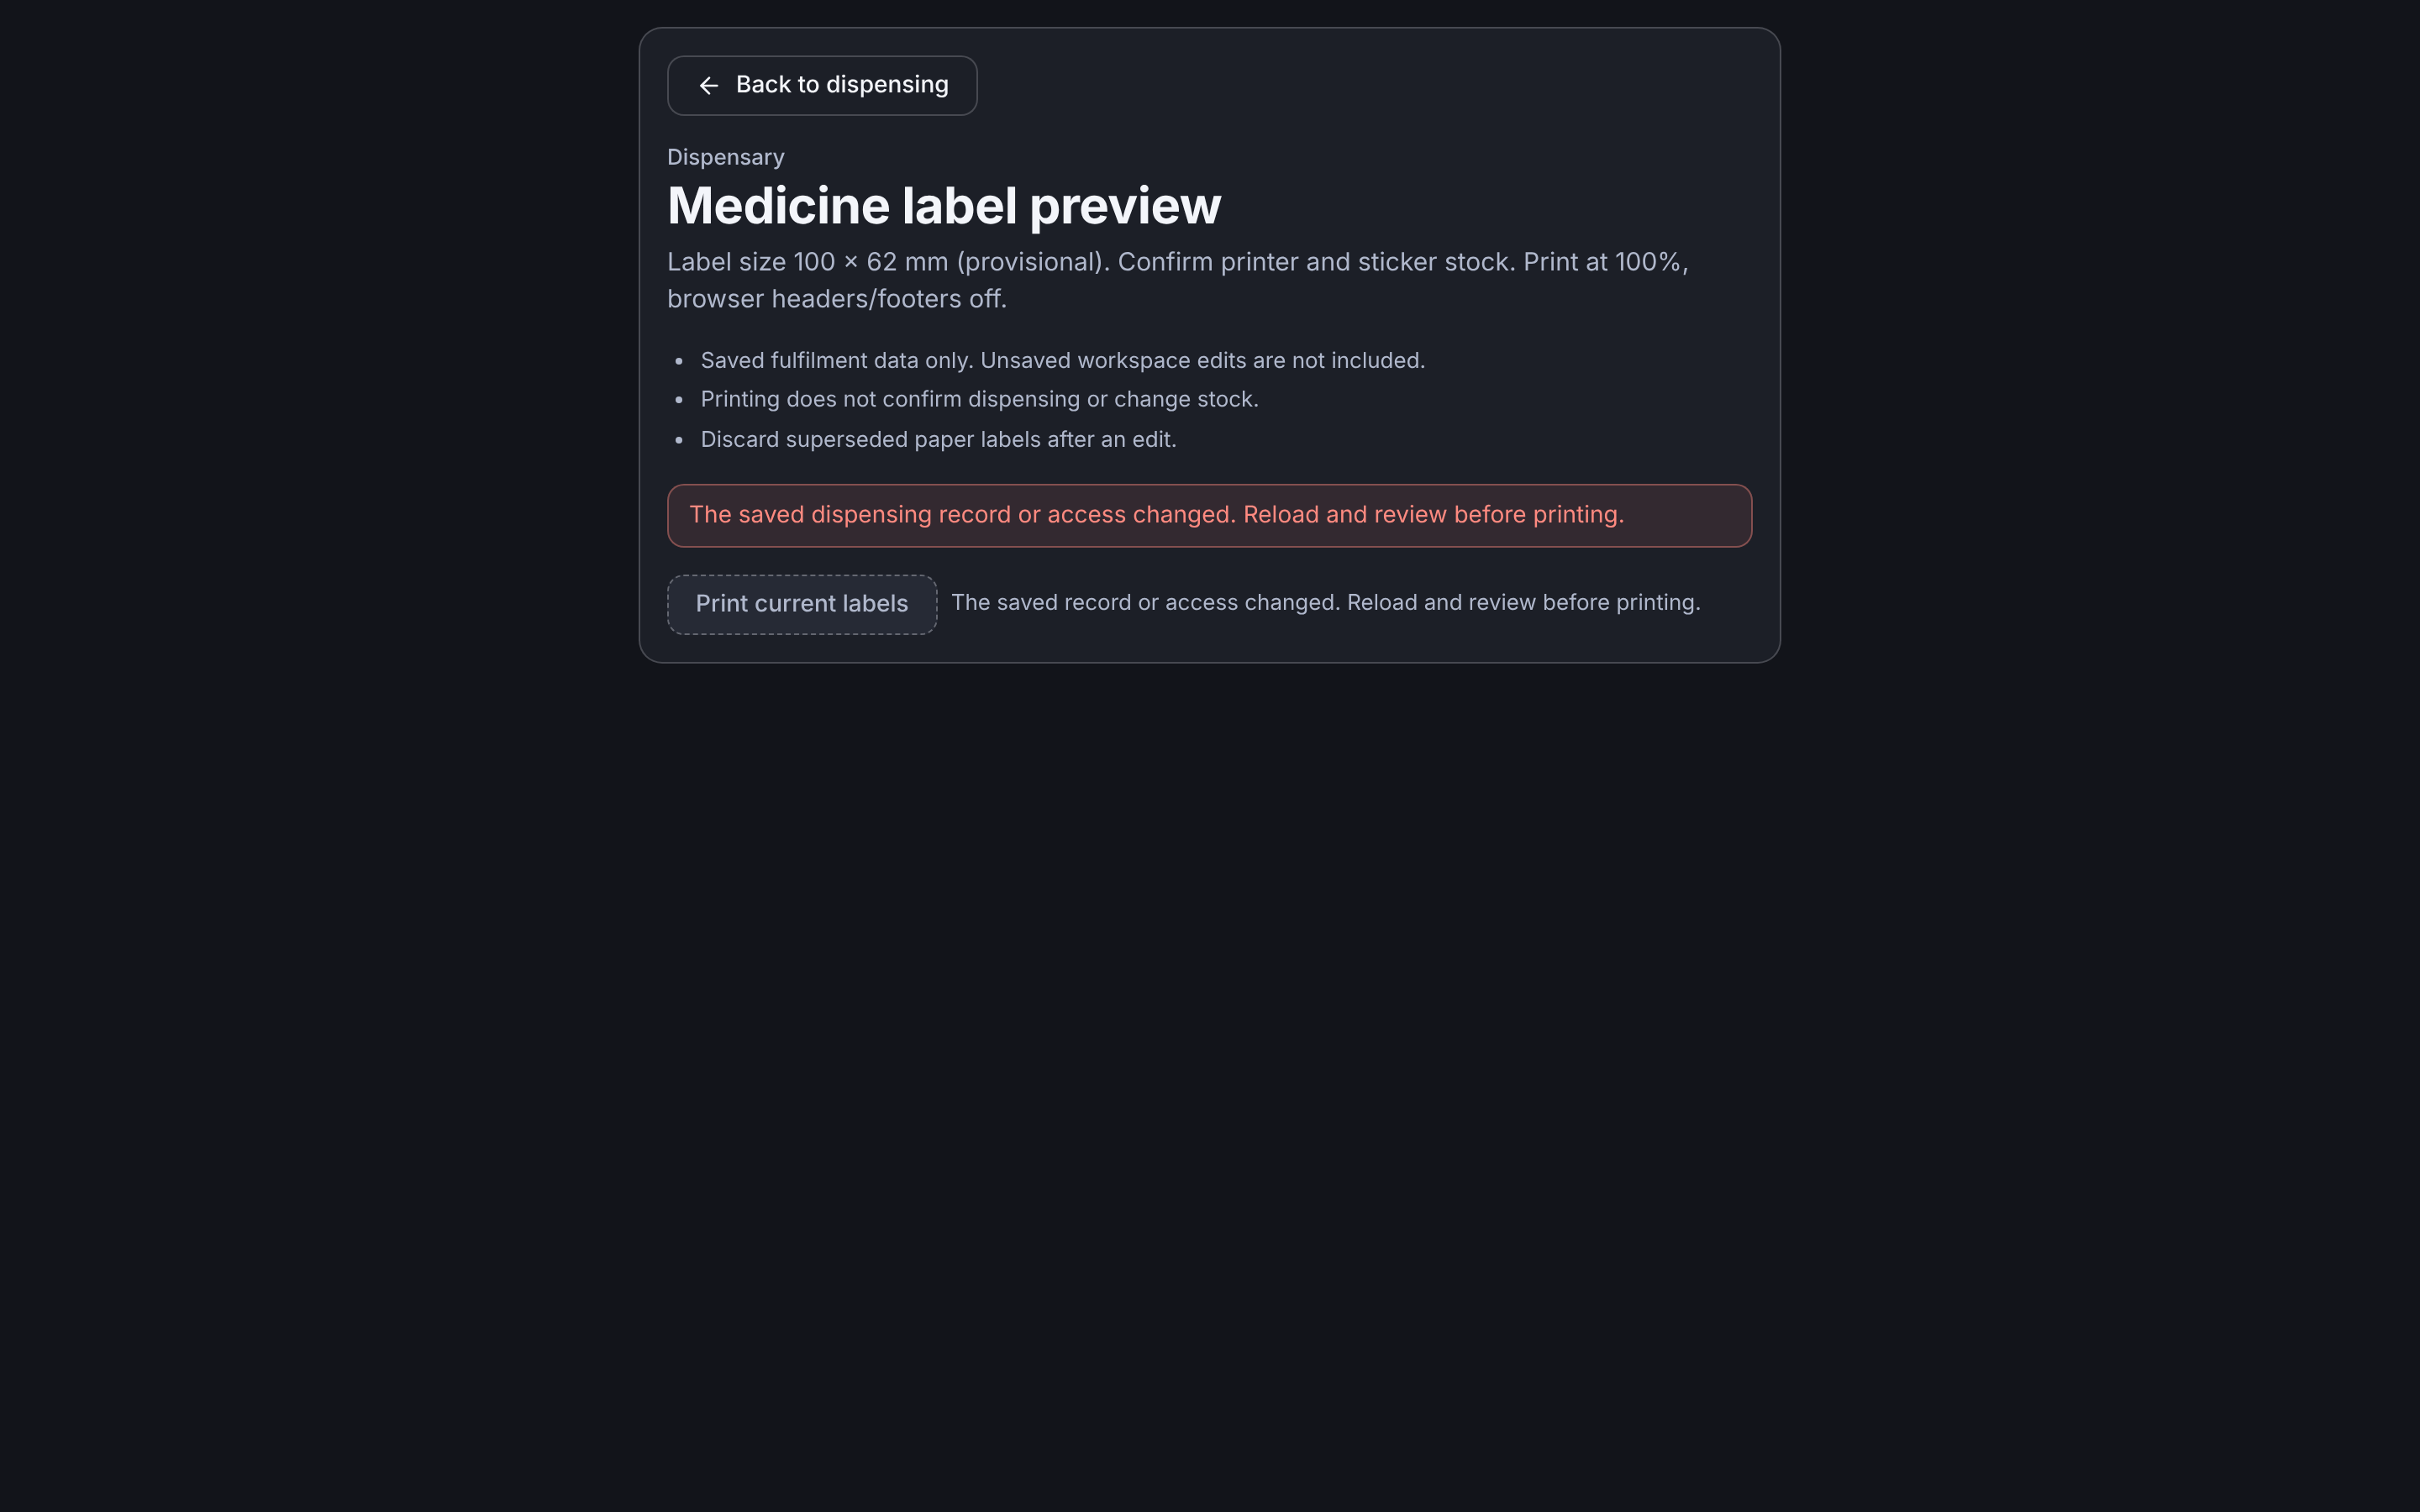 Back to dispensing
Dispensary
Medicine label preview
Label size 100 × 62 mm (provisional). Confirm printer and sticker stock. Print at 100%,
browser headers/footers off.
• Saved fulfilment data only. Unsaved workspace edits are not included.
• Printing does not confirm dispensing or change stock.
• Discard superseded paper labels after an edit.
The saved dispensing record or access changed. Reload and review before printing.
Print current labels
The saved record or access changed. Reload and review before printing.